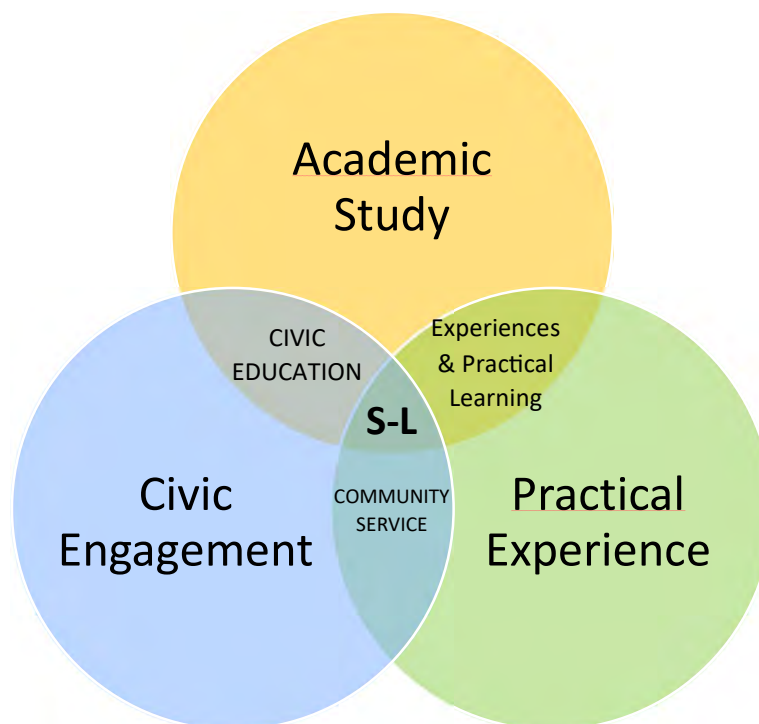 Academic
Study
CIVIC
EDUCATION
Experiences
& Practical
Learning
S-L
Civic
Engagement
COMMUNITY
SERVICE
Practical
Experience